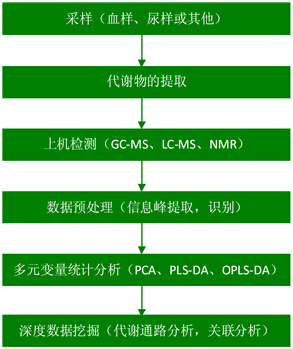 采样（血样、尿样或其他）
代谢物的提取
上机检测（GC-MS、LC-MS、NMR）
数据预处理（信息峰提取，识别）
多元变量统计分析（PCA、PLS-DA、OPLS-DA）
深度数据挖掘（代谢通路分析，关联分析）